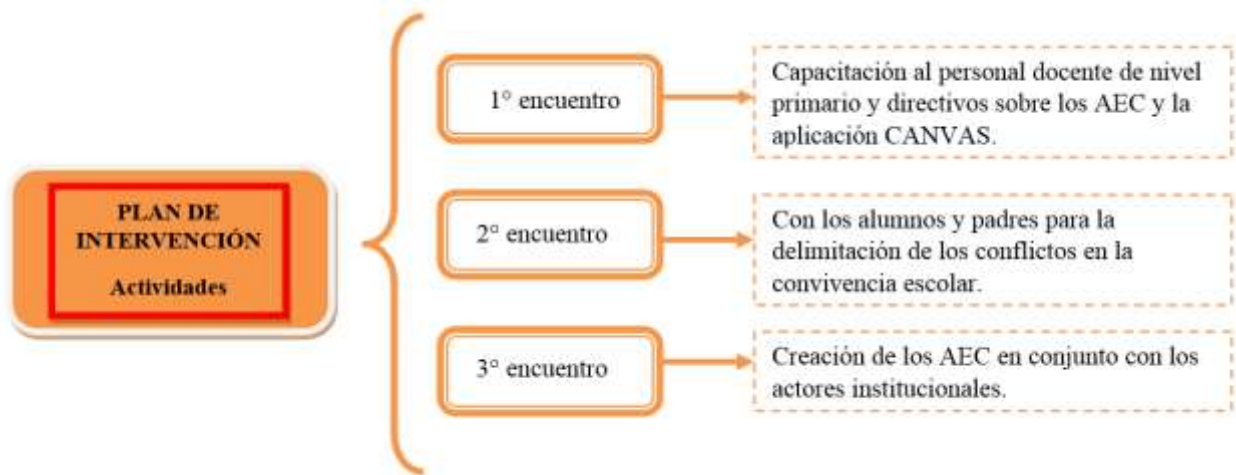 PLAN DE
INTERVENCIÓN
Actividades
1° encuentro
Capacitación al personal docente de nivel
primario y directivos sobre los AEC y la
aplicación CANVAS.
2° encuentro
Con los alumnos y padres para la
delimitación de los conflictos en la
convivencia escolar.
3° encuentro
Creación de los AEC en conjunto con los
actores institucionales.